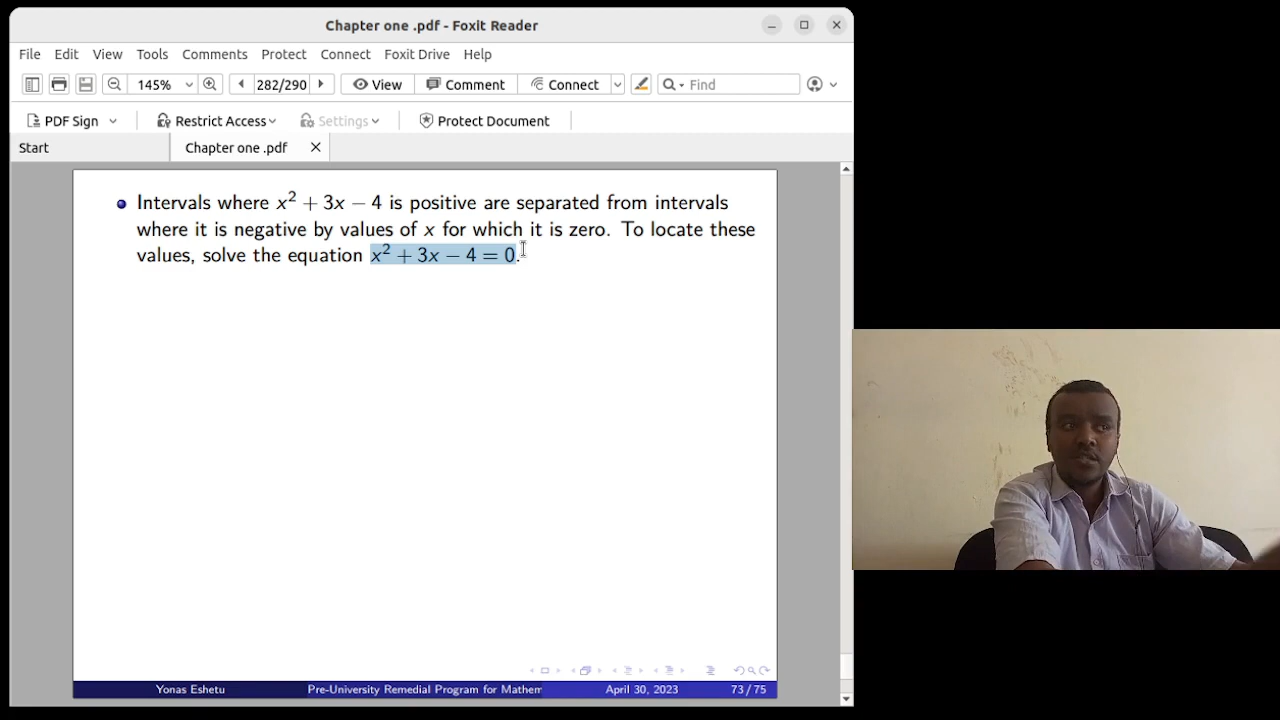 Chapter one .pdf - Foxit Reader
File Edit View Tools Comments Protect Connect Foxit Drive Help
145% 282/290 View Comment Connect Find
PDF Sign Restrict Access Settings Protect Document
Start Chapter one .pdf
Intervals where x² + 3x − 4 is positive are separated from intervals
where it is negative by values of x for which it is zero. To locate these
values, solve the equation x² + 3x − 4 = 0.
Yonas Eshetu Pre-University Remedial Program for Mathem April 30, 2023 73 / 75